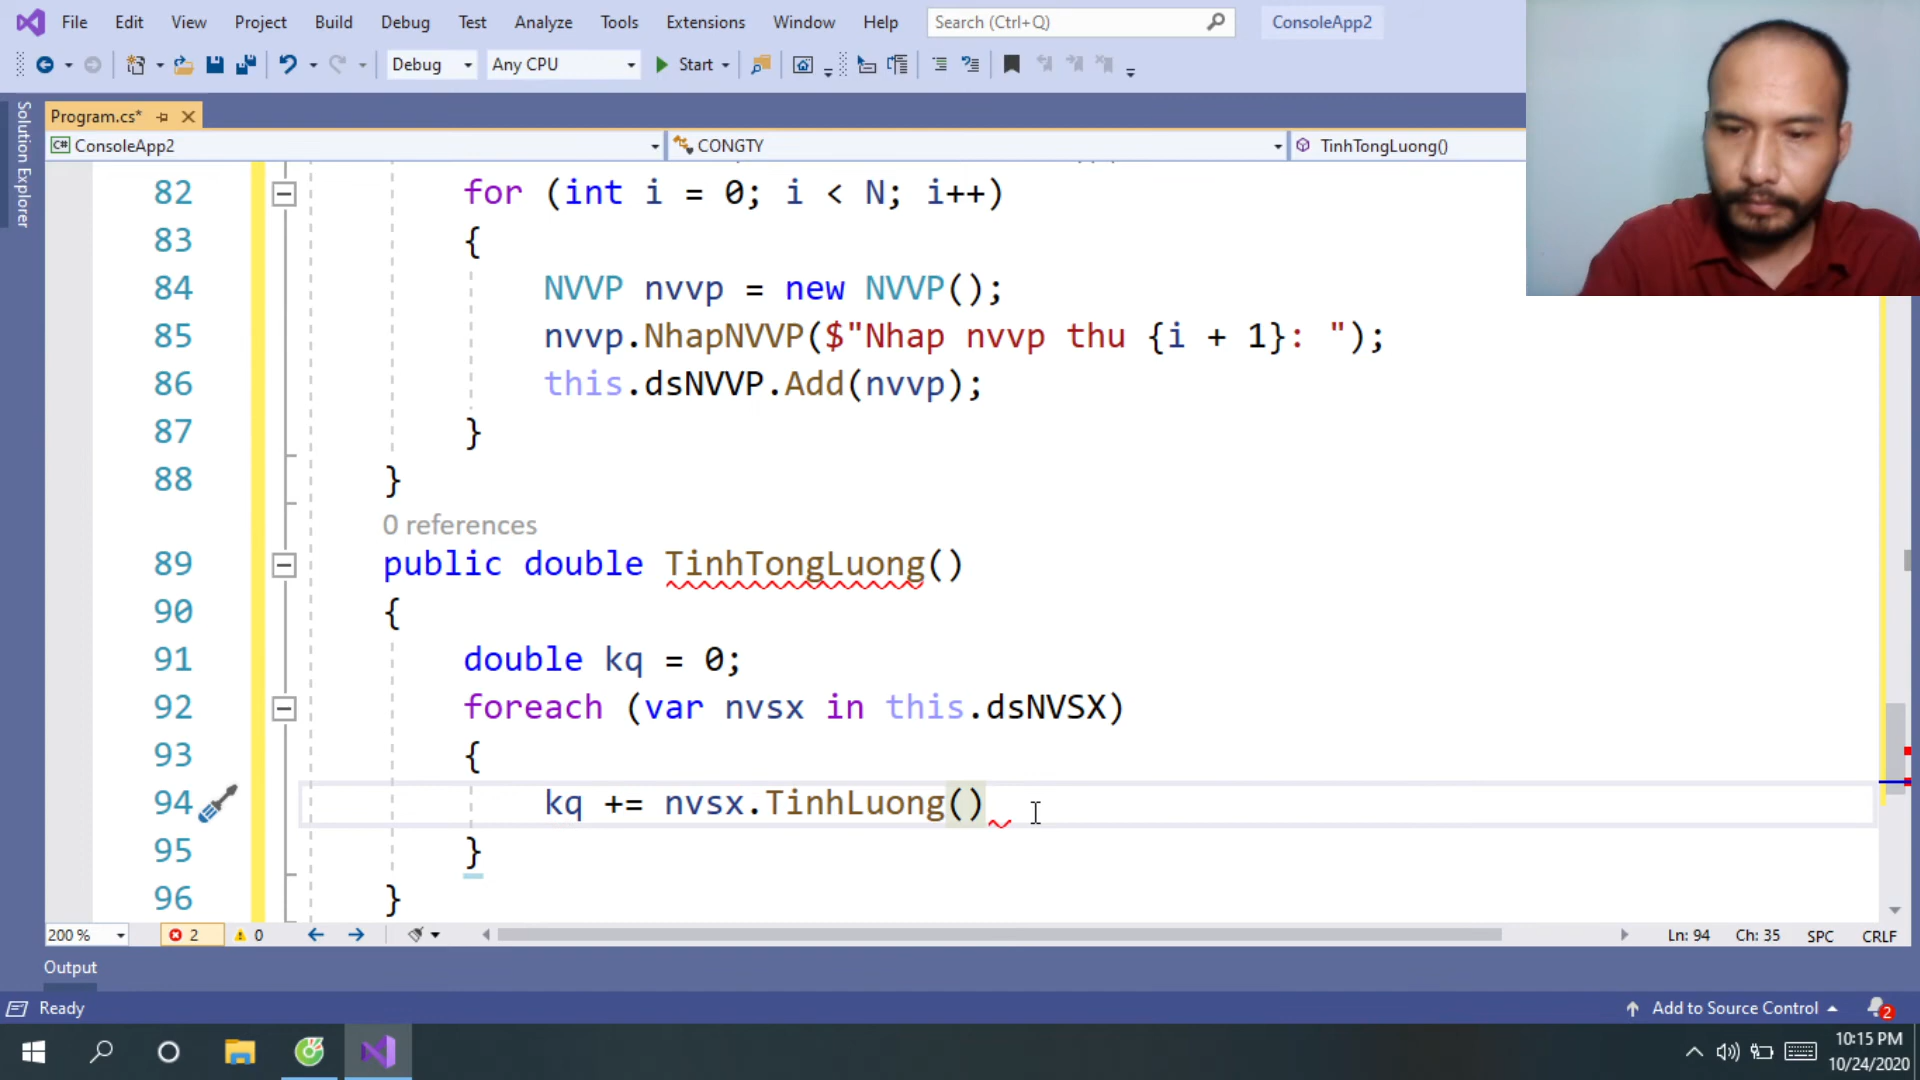 File Edit View Project Build Debug Test Analyze Tools Extensions Window Help Search (Ctrl+Q) ConsoleApp2
Debug Any CPU Start
Solution Explorer
Program.cs*
C# ConsoleApp2 CONGTY TinhTongLuong()
82 for (int i = 0; i < N; i++)
83 {
84 NVVP nvvp = new NVVP();
85 nvvp.NhapNVVP($"Nhap nvvp thu {i + 1}: ");
86 this.dsNVVP.Add(nvvp);
87 }
88 }
0 references
89 public double TinhTongLuong()
90 {
91 double kq = 0;
92 foreach (var nvsx in this.dsNVSX)
93 {
94 kq += nvsx.TinhLuong()
95 }
96 }
200 % 2 0 Ln: 94 Ch: 35 SPC CRLF
Output
Ready Add to Source Control 2
10:15 PM
10/24/2020